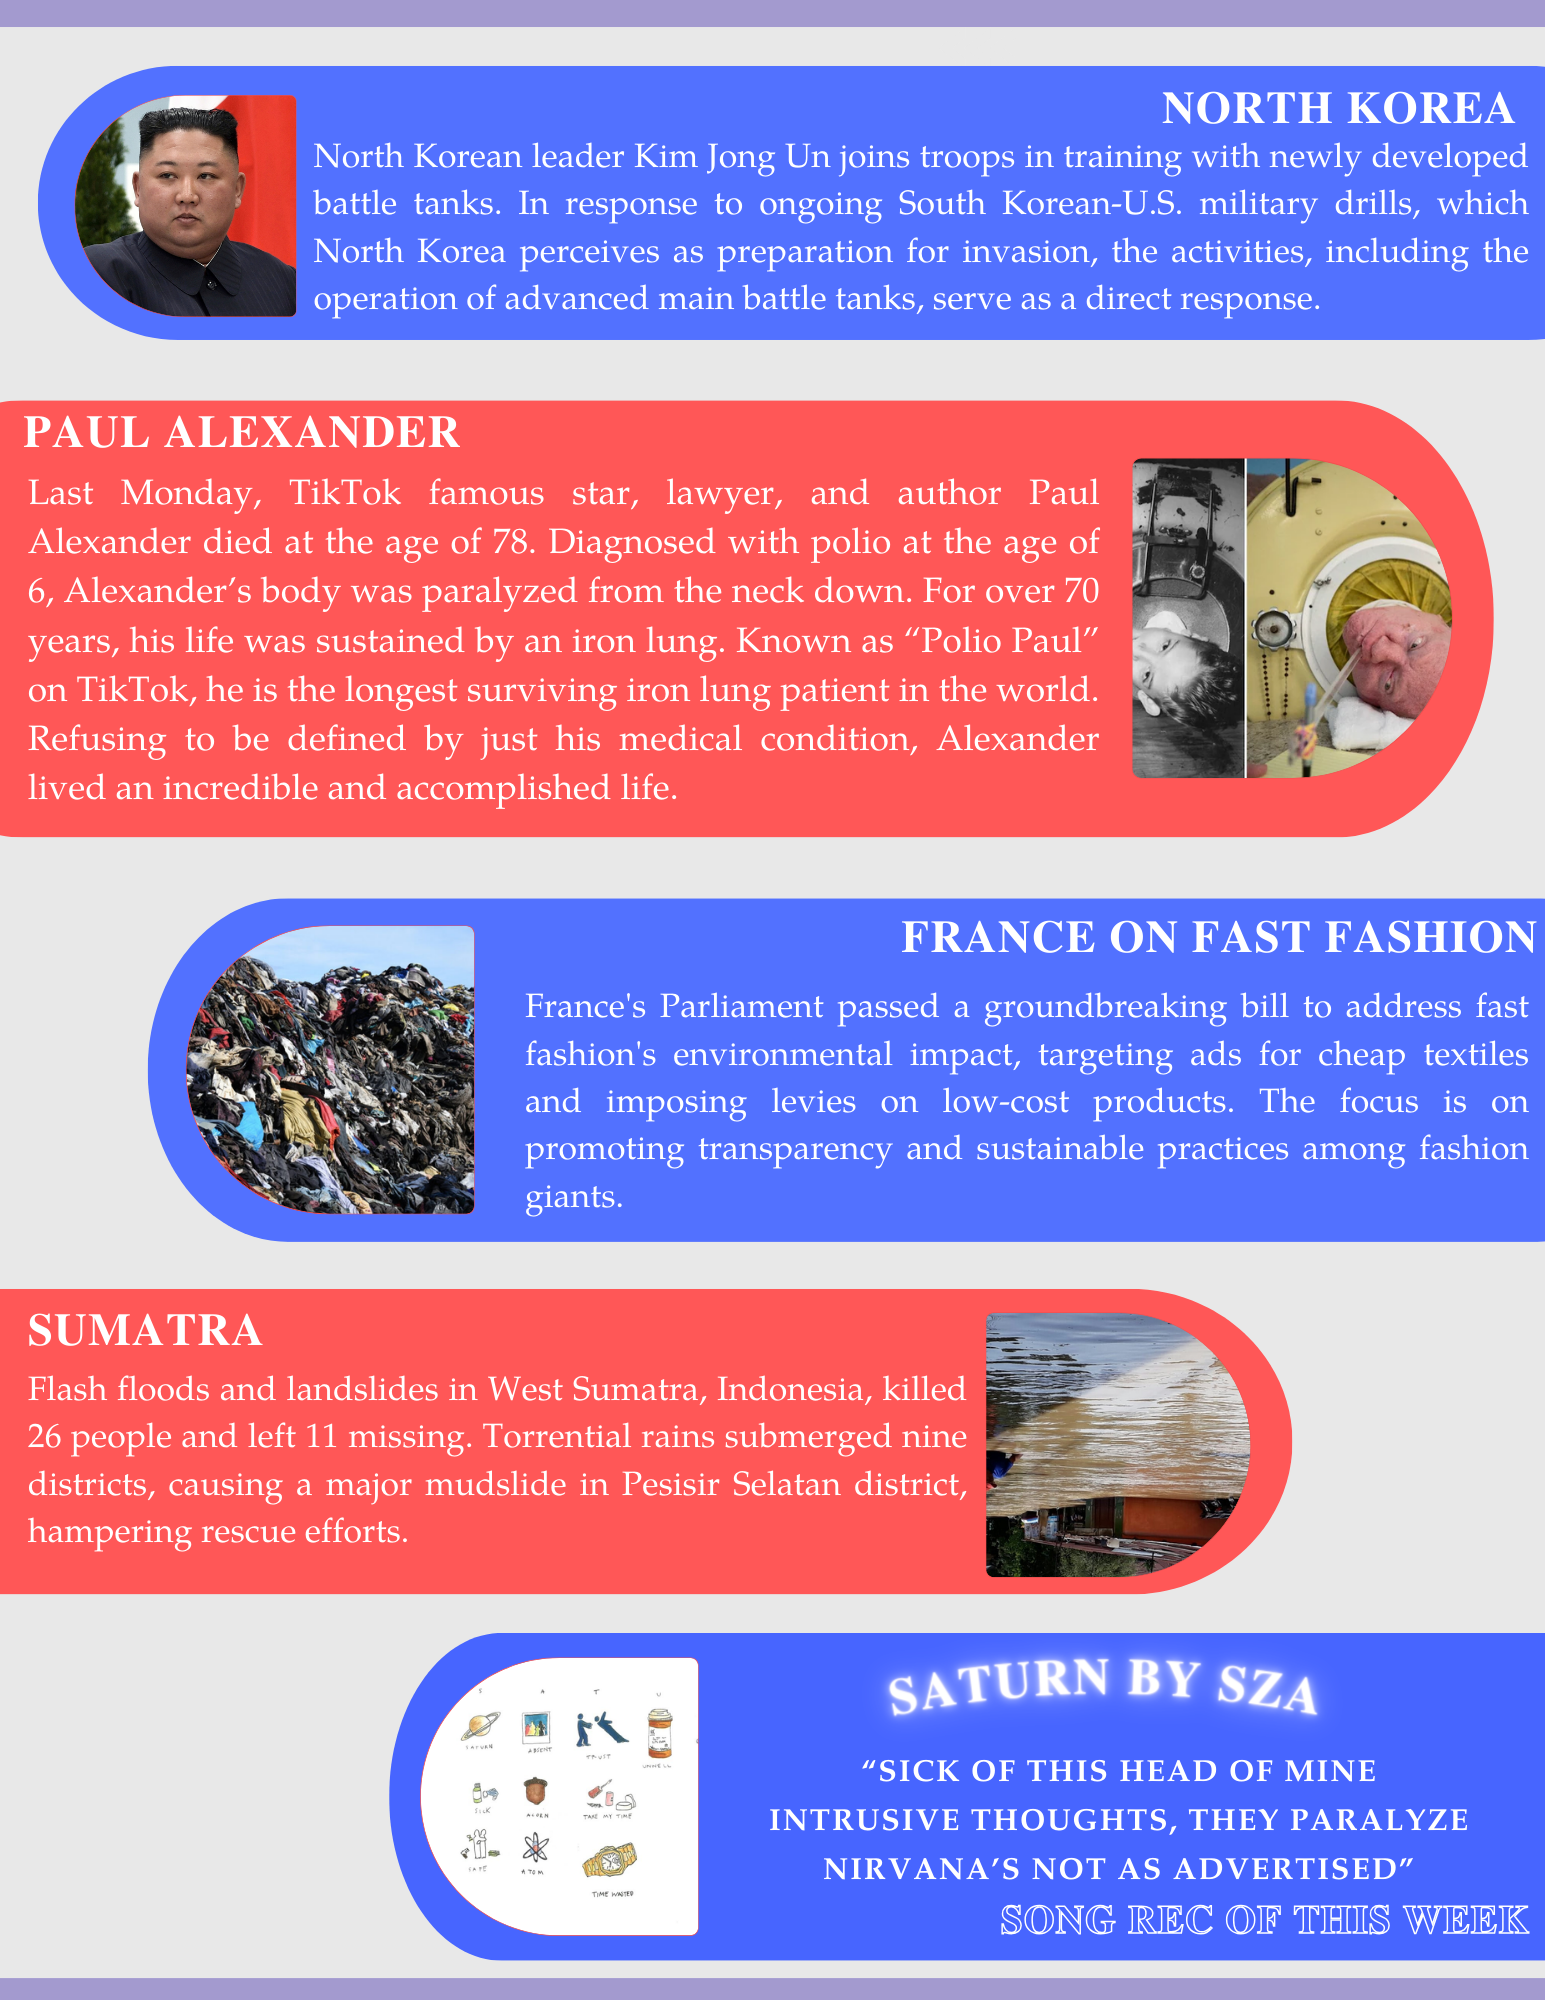 NORTH KOREA
North Korean leader Kim Jong Un joins troops in training with newly developed
battle tanks. In response to ongoing South Korean-U.S. military drills, which
North Korea perceives as preparation for invasion, the activities, including the
operation of advanced main battle tanks, serve as a direct response.
PAUL ALEXANDER
Last Monday, TikTok famous star, lawyer, and author Paul
Alexander died at the age of 78. Diagnosed with polio at the age of
6, Alexander’s body was paralyzed from the neck down. For over 70
years, his life was sustained by an iron lung. Known as “Polio Paul”
on TikTok, he is the longest surviving iron lung patient in the world.
Refusing to be defined by just his medical condition, Alexander
lived an incredible and accomplished life.
FRANCE ON FAST FASHION
France's Parliament passed a groundbreaking bill to address fast
fashion's environmental impact, targeting ads for cheap textiles
and imposing levies on low-cost products. The focus is on
promoting transparency and sustainable practices among fashion
giants.
SUMATRA
Flash floods and landslides in West Sumatra, Indonesia, killed
26 people and left 11 missing. Torrential rains submerged nine
districts, causing a major mudslide in Pesisir Selatan district,
hampering rescue efforts.
S A T U
SATURN ABSENT TRUST UNWELL
SICK ACORN TAKE MY TIME
SAFE ATOM
TIME WASTED
SATURN BY SZA
“SICK OF THIS HEAD OF MINE
INTRUSIVE THOUGHTS, THEY PARALYZE
NIRVANA’S NOT AS ADVERTISED”
SONG REC OF THIS WEEK